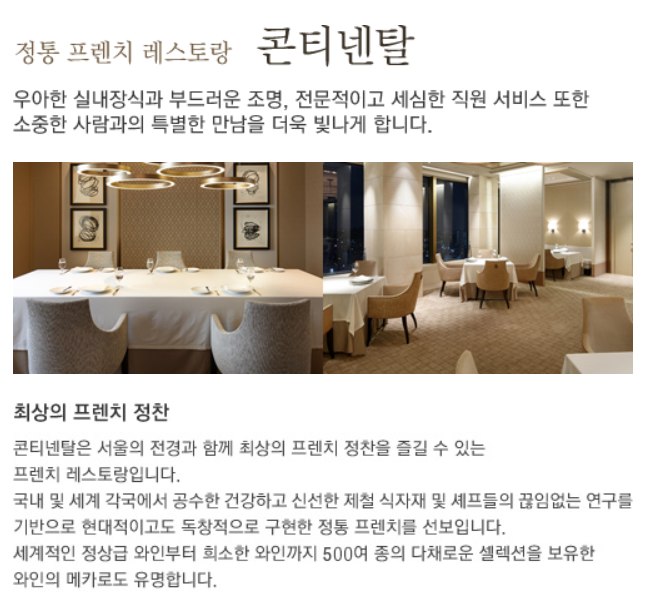 정통 프렌치 레스토랑 콘티넨탈
우아한 실내장식과 부드러운 조명, 전문적이고 세심한 직원 서비스 또한
소중한 사람과의 특별한 만남을 더욱 빛나게 합니다.
최상의 프렌치 정찬
콘티넨탈은 서울의 전경과 함께 최상의 프렌치 정찬을 즐길 수 있는
프렌치 레스토랑입니다.
국내 및 세계 각국에서 공수한 건강하고 신선한 제철 식자재 및 셰프들의 끊임없는 연구를
기반으로 현대적이고도 독창적으로 구현한 정통 프렌치를 선보입니다.
세계적인 정상급 와인부터 희소한 와인까지 500여 종의 다채로운 셀렉션을 보유한
와인의 메카로도 유명합니다.